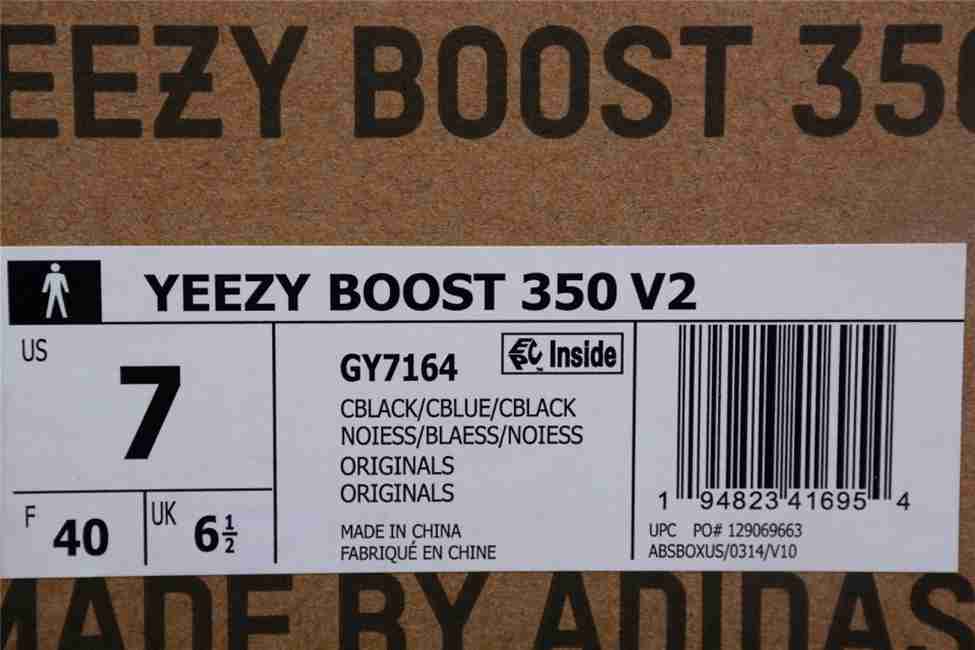 YEEZY BOOST 350
YEEZY BOOST 350 V2
US
7
F 40
UK 6½
GY7164
EPC™ Inside
CBLACK/CBLUE/CBLACK
NOIESS/BLAESS/NOIESS
ORIGINALS
ORIGINALS
MADE IN CHINA
FABRIQUÉ EN CHINE
1 94823 41695 4
UPC PO# 129069663
ABSBOXUS/0314/V10
MADE BY ADIDAS